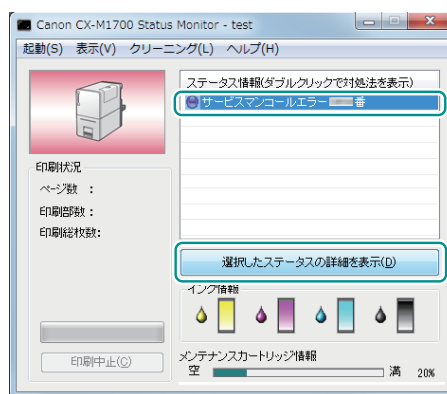 Canon CX-M1700 Status Monitor - test
起動(S) 表示(V) クリーニング(L) ヘルプ(H)
ステータス情報(ダブルクリックで対処法を表示)
サービスマンコールエラー 番
印刷状況
ページ数 :
印刷部数 :
印刷総枚数:
選択したステータスの詳細を表示(D)
インク情報
印刷中止(C)
メンテナンスカートリッジ情報
空 満 20%